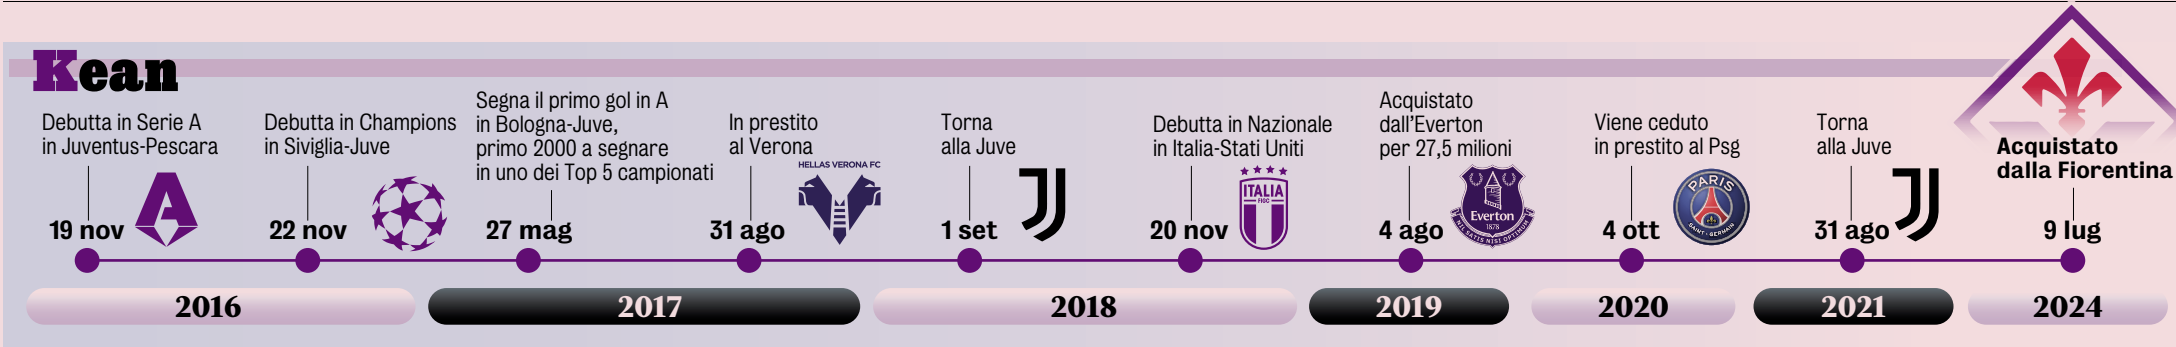 Kean
Debutta in Serie A
in Juventus-Pescara
19 nov
Debutta in Champions
in Siviglia-Juve
22 nov
2016
Segna il primo gol in A
in Bologna-Juve,
primo 2000 a segnare
in uno dei Top 5 campionati
27 mag
In prestito
al Verona
HELLAS VERONA FC
31 ago
2017
Torna
alla Juve
1 set
Debutta in Nazionale
in Italia-Stati Uniti
ITALIA
FIGC
20 nov
2018
Acquistato
dall'Everton
per 27,5 milioni
Everton
1878
NIL SATIS NISI OPTIMUM
4 ago
2019
Viene ceduto
in prestito al Psg
PARIS
SAINT-GERMAIN
4 ott
2020
Torna
alla Juve
31 ago
2021
Acquistato
dalla Fiorentina
9 lug
2024